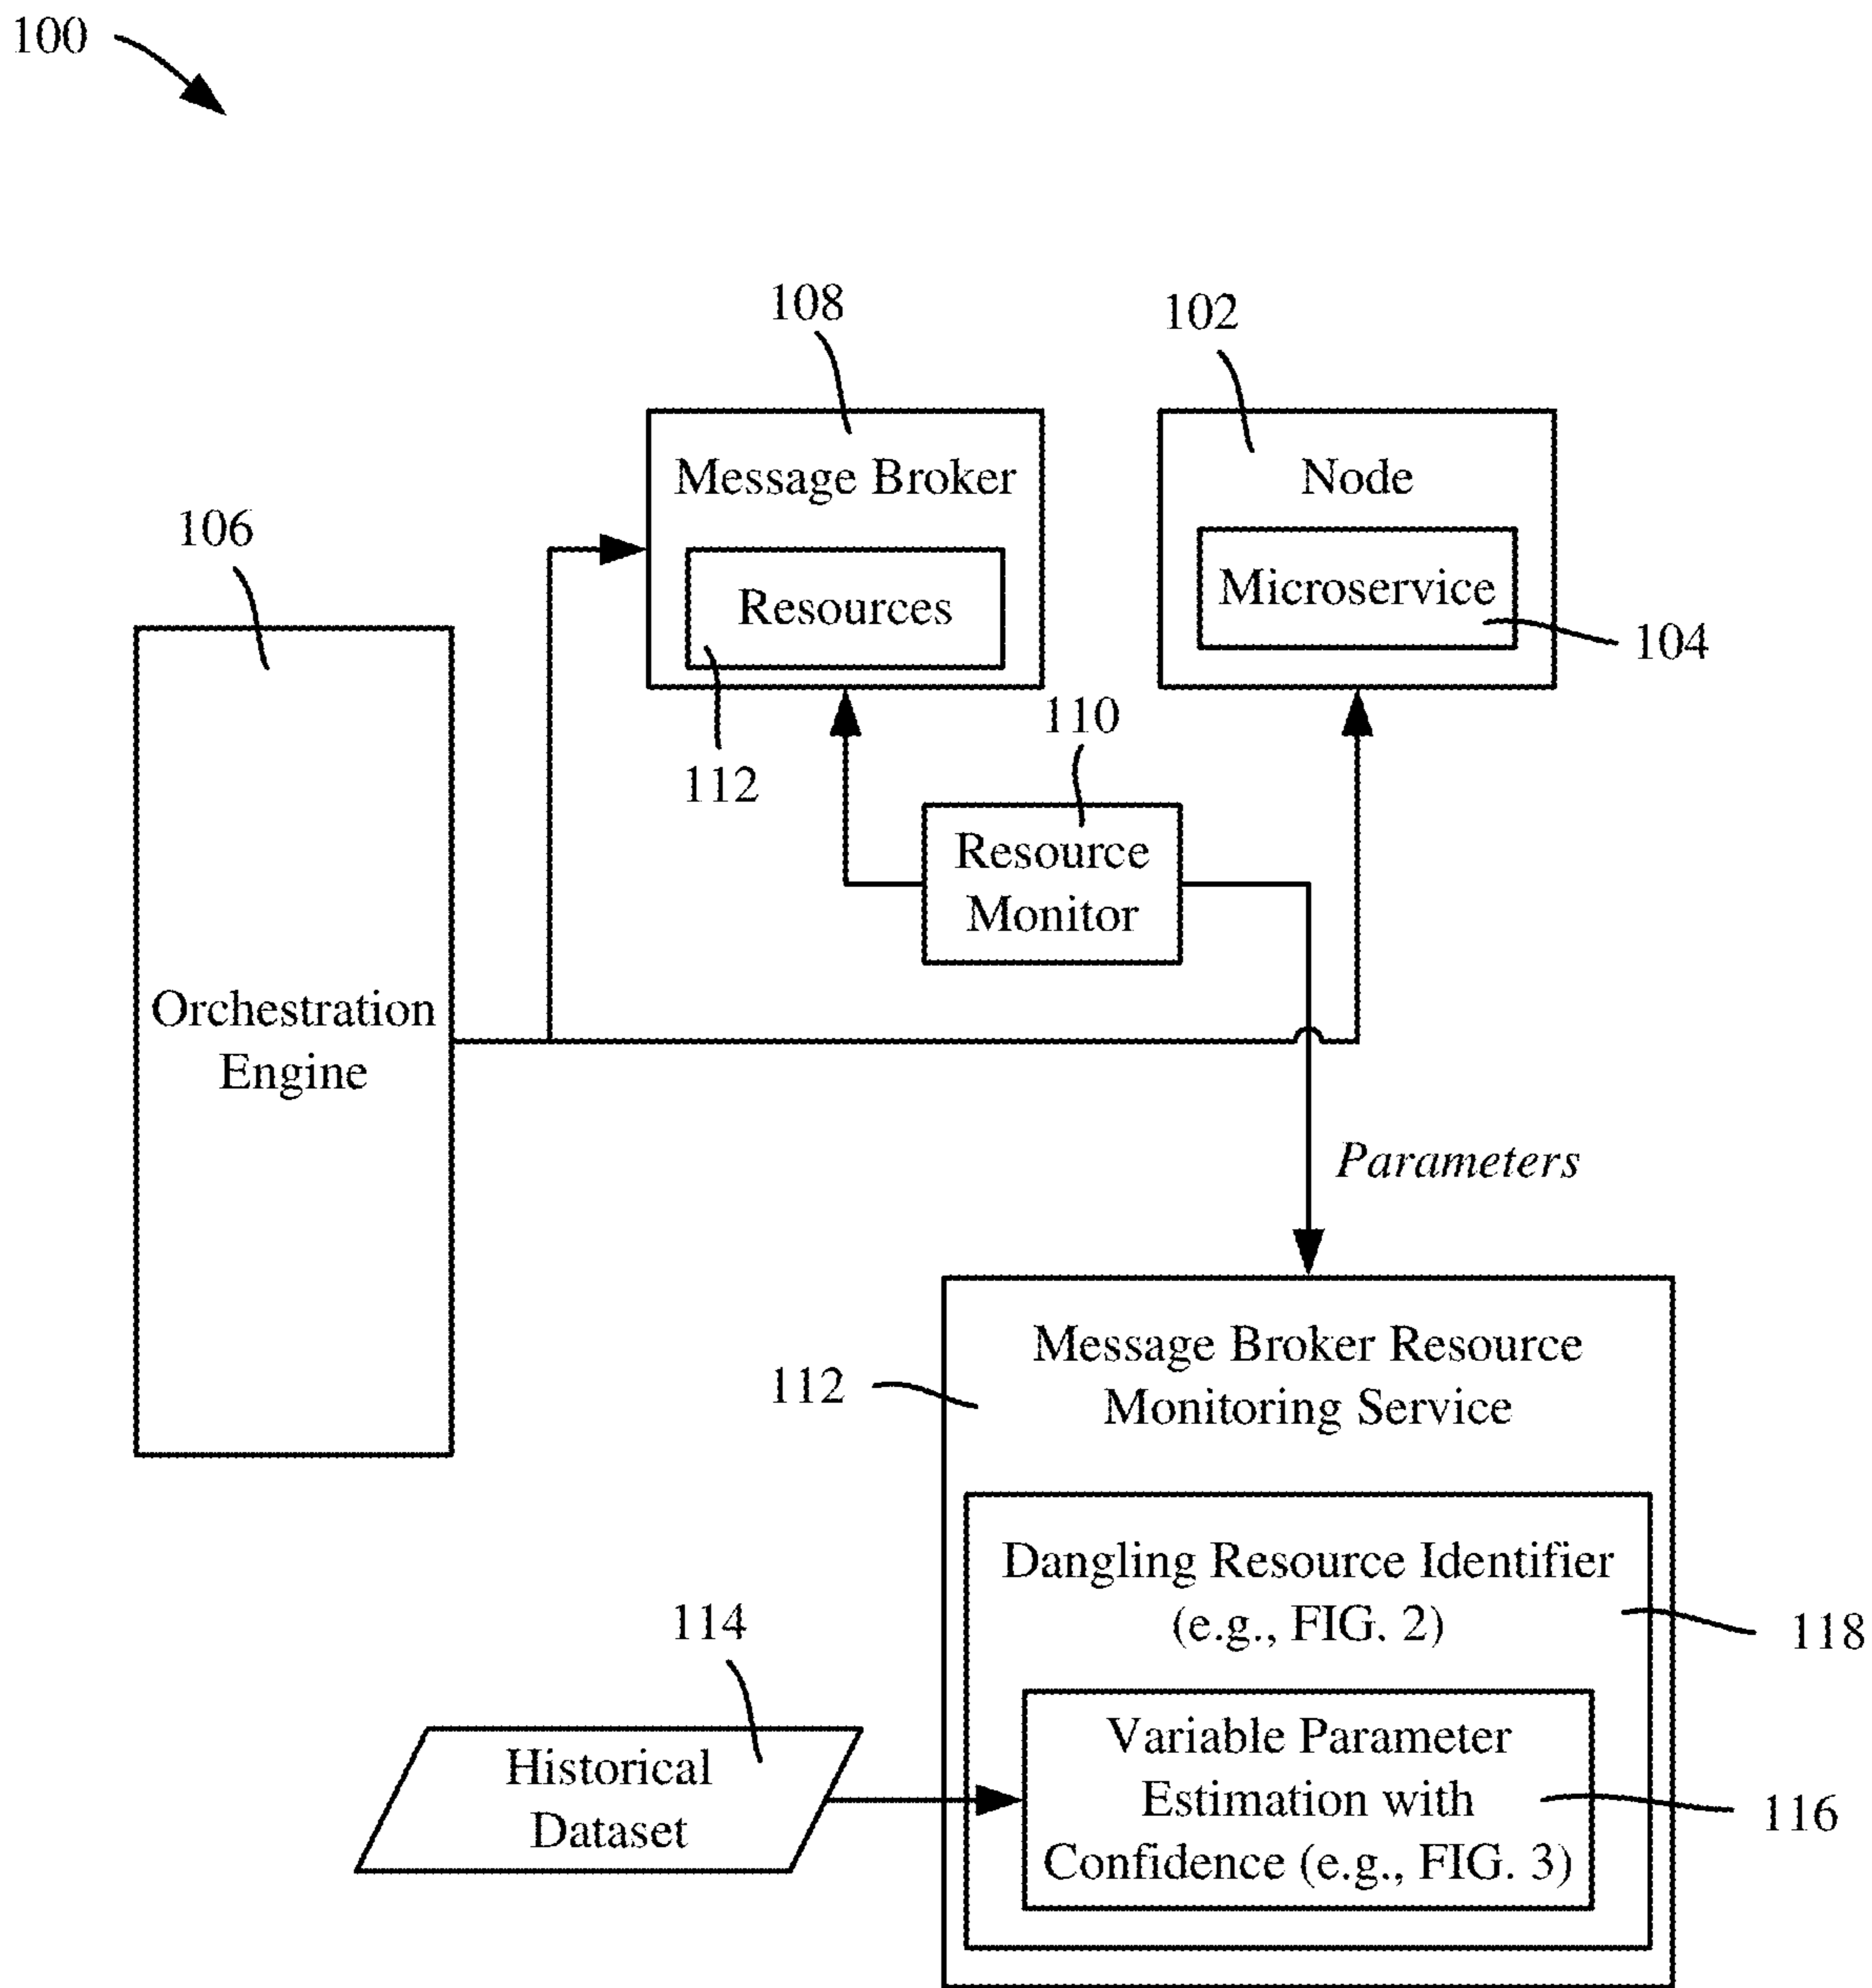 100
108
102
Message Broker
Node
106
Resources
Microservice
104
110
112
Resource
Monitor
Orchestration
Engine
Parameters
Message Broker Resource
Monitoring Service
112
Dangling Resource Identifier
(e.g., FIG. 2)
118
114
Historical
Dataset
Variable Parameter
Estimation with
Confidence (e.g., FIG. 3)
116